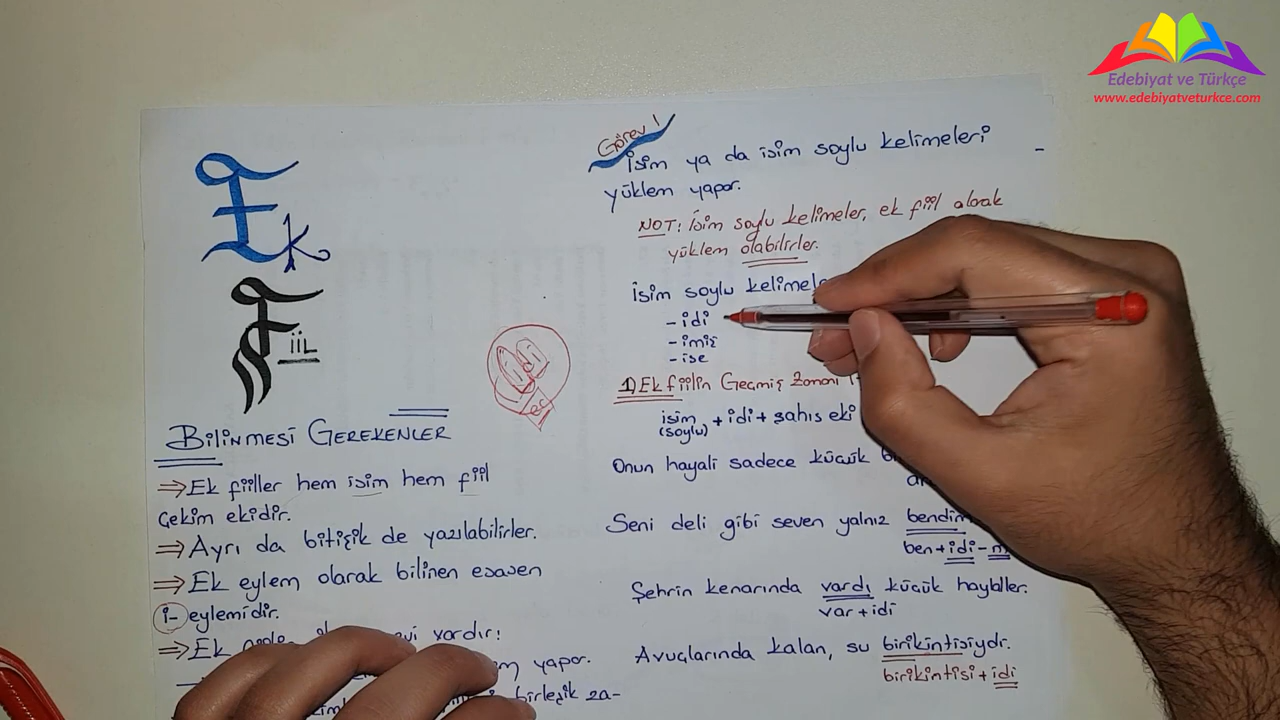 Edebiyat ve Türkçe
www.edebiyatveturkce.com
Ek
Fiil
BİLİNMESİ GEREKENLER
⇒ Ek fiiller hem isim hem fiil
çekim ekidir.
⇒ Ayrı da bitişik de yazılabilirler.
⇒ Ek eylem olarak bilinen esasen
i- eylemidir.
⇒ Ek vardır:
yapar.
birleşik za-
Görev 1
İsim ya da isim soylu kelimeleri
yüklem yapar.
NOT: İsim soylu kelimeler, ek fiil alarak
yüklem olabilirler.
İsim soylu
- idi
- imiş
- ise
1) Ek fiilin Geçmiş Zamanı
isim + idi + şahıs eki
(soylu)
Onun hayali sadece küçük
Seni deli gibi seven yalnız bendim
ben+idi-m
Şehrin kenarında vardı küçük hayaller.
var+idi
Avuçlarında kalan, su birikintisiydi.
birikintisi+idi